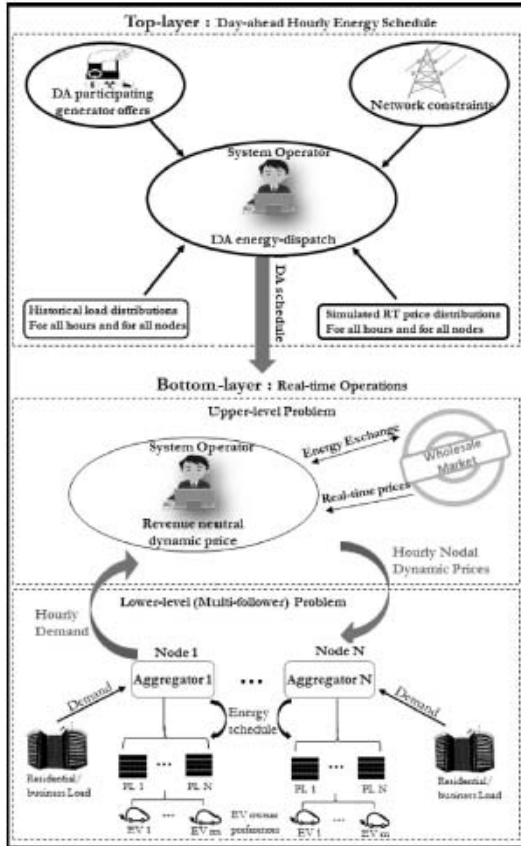 Top-layer : Day-ahead Hourly Energy Schedule
DA participating
generator offers
Network constraints
System Operator
DA energy-dispatch
Historical load distributions
For all hours and for all nodes
DA schedule
Simulated RT price distributions
For all hours and for all nodes
Bottom-layer : Real-time Operations
Upper-level Problem
System Operator
Energy Exchange
Wholesale
Market
Real-time prices
Revenue neutral
dynamic price
Hourly Nodal
Dynamic Prices
Hourly
Demand
Lower-level (Multi-follower) Problem
Node 1
Node N
Aggregator 1
...
Aggregator N
Demand
Demand
Energy
schedule
Residential/
business Load
Residential/
business Load
PL 1
...
PL N
PL 1
...
PL N
EV 1
...
EV m
EV owners
preferences
EV 1
...
EV m